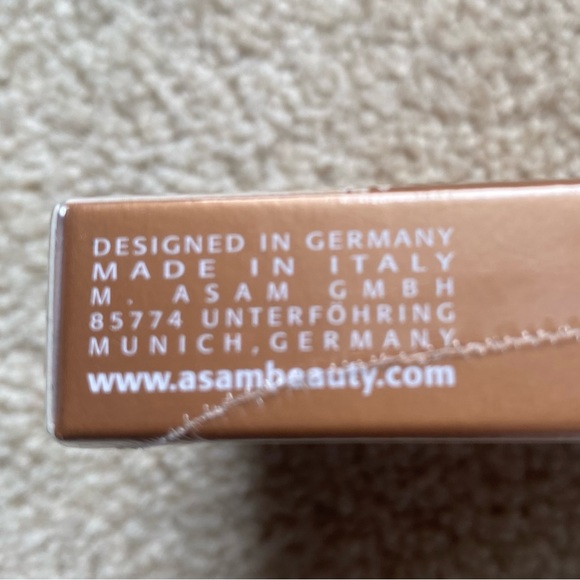 DESIGNED IN GERMANY
MADE IN ITALY
M. ASAM GMBH
85774 UNTERFÖHRING
MUNICH, GERMANY
www.asambeauty.com